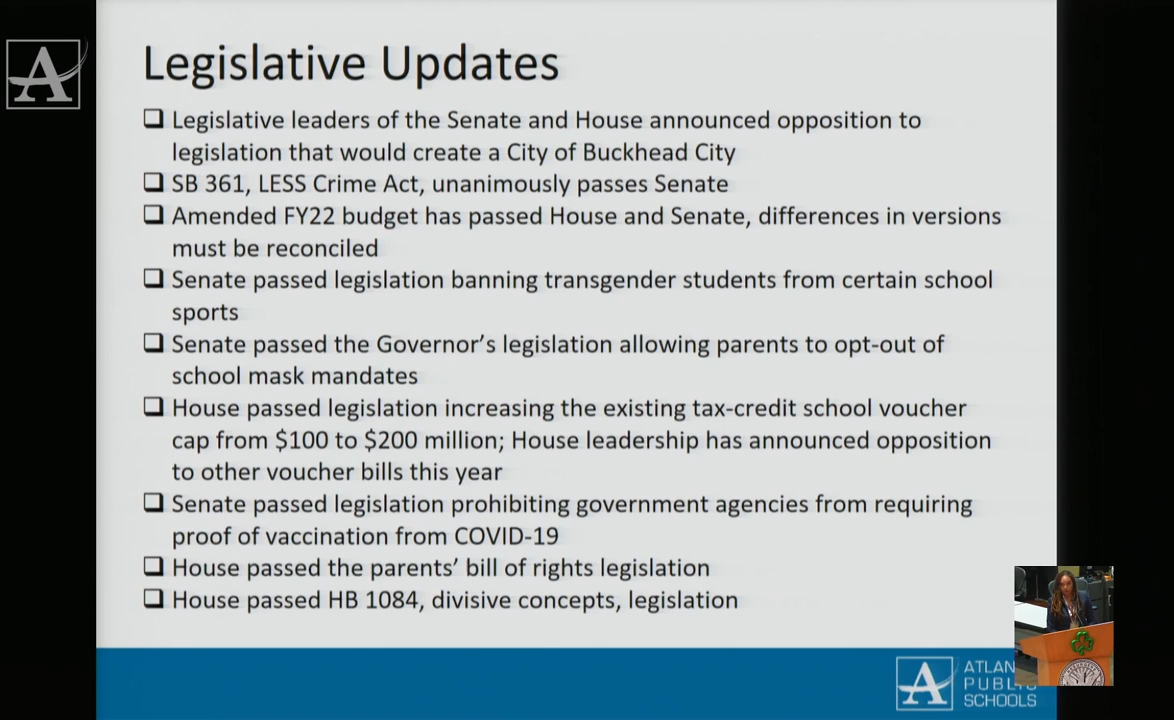 Legislative Updates
Legislative leaders of the Senate and House announced opposition to
legislation that would create a City of Buckhead City
SB 361, LESS Crime Act, unanimously passes Senate
Amended FY22 budget has passed House and Senate, differences in versions
must be reconciled
Senate passed legislation banning transgender students from certain school
sports
Senate passed the Governor's legislation allowing parents to opt-out of
school mask mandates
House passed legislation increasing the existing tax-credit school voucher
cap from $100 to $200 million; House leadership has announced opposition
to other voucher bills this year
Senate passed legislation prohibiting government agencies from requiring
proof of vaccination from COVID-19
House passed the parents' bill of rights legislation
House passed HB 1084, divisive concepts, legislation
A
A
ATLAN
PUBLIC
SCHOOLS